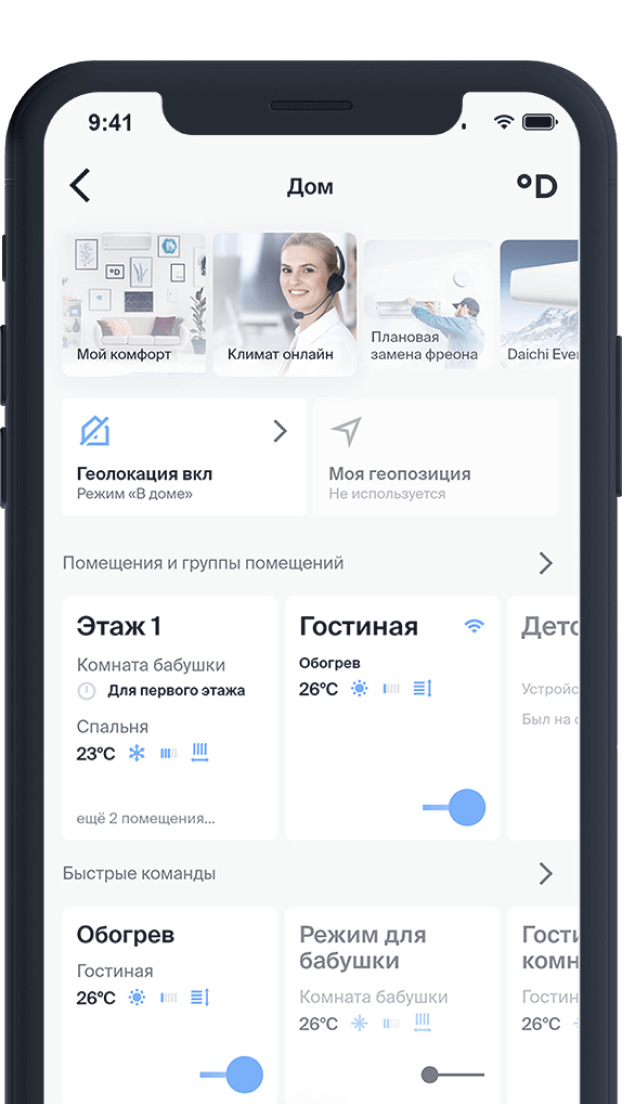 9:41
Дом
°D
Мой комфорт
Климат онлайн
Плановая
замена фреона
Daichi Eve
Геолокация вкл
Режим «В доме»
Моя геопозиция
Не используется
Помещения и группы помещений
Этаж 1
Комната бабушки
Для первого этажа
Спальня
23°C
ещё 2 помещения...
Гостиная
Обогрев
26°C
Детс
Устройс
Был на
Быстрые команды
Обогрев
Гостиная
26°C
Режим для
бабушки
Комната бабушки
26°C
Гости
комн
Гостин
26°C